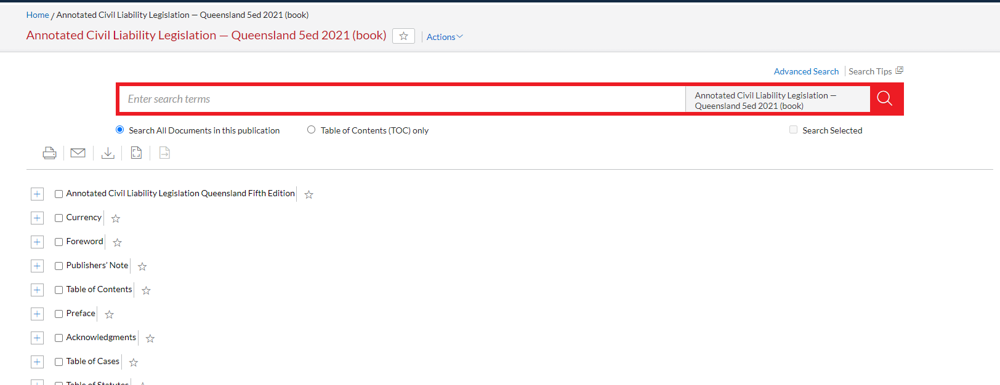 Home / Annotated Civil Liability Legislation — Queensland 5ed 2021 (book)
Annotated Civil Liability Legislation — Queensland 5ed 2021 (book)
Actions
Advanced Search
Search Tips
Enter search terms
Annotated Civil Liability Legislation —
Queensland 5ed 2021 (book)
Search All Documents in this publication
Table of Contents (TOC) only
Search Selected
Annotated Civil Liability Legislation Queensland Fifth Edition
Currency
Foreword
Publishers' Note
Table of Contents
Preface
Acknowledgments
Table of Cases
Table of Statutes